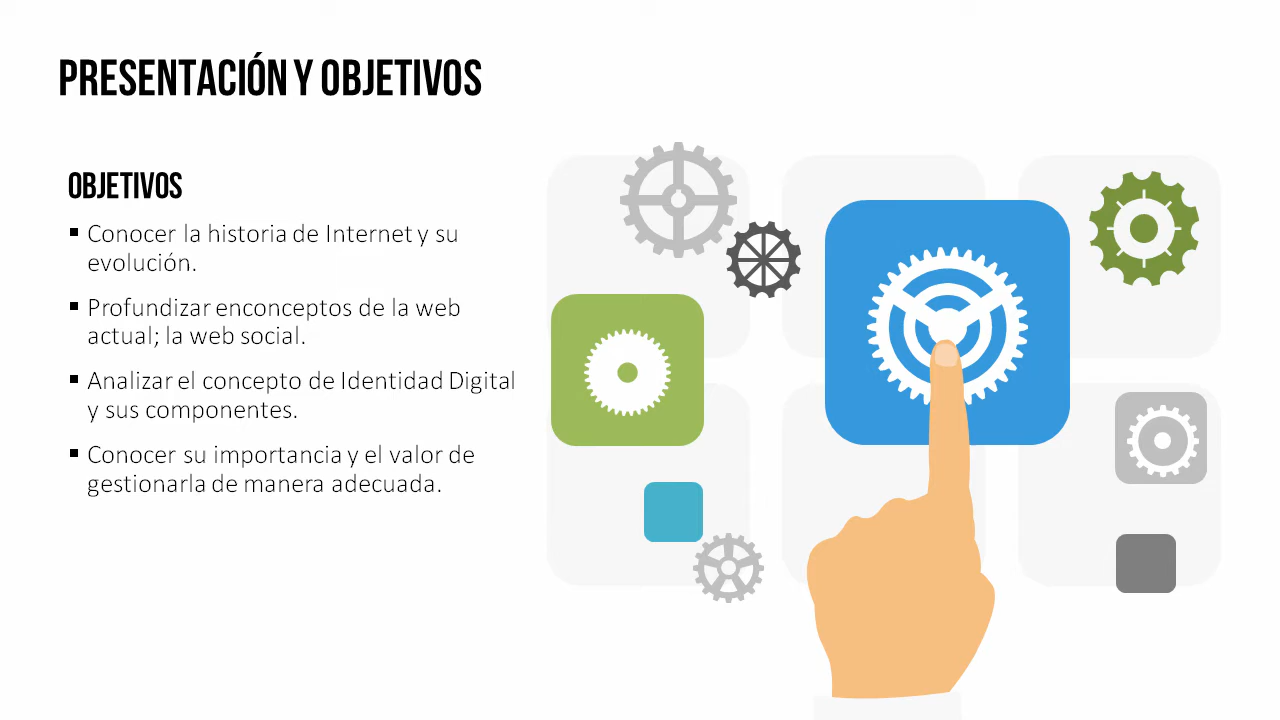 PRESENTACIÓN Y OBJETIVOS
OBJETIVOS
▪ Conocer la historia de Internet y su
evolución.
▪ Profundizar enconceptos de la web
actual; la web social.
▪ Analizar el concepto de Identidad Digital
y sus componentes.
▪ Conocer su importancia y el valor de
gestionarla de manera adecuada.